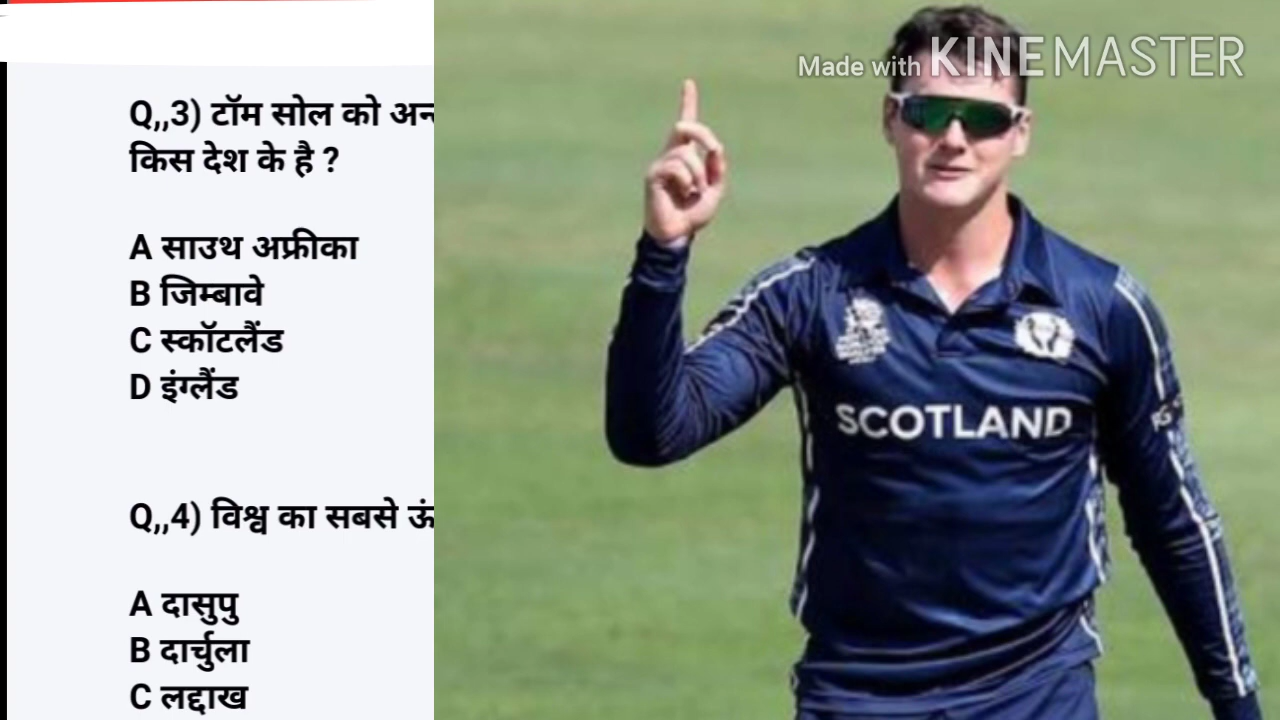 Q,,3) टॉम सोल को
किस देश के है ?
A साउथ अफ्रीका
B जिम्बावे
C स्कॉटलैंड
D इंग्लैंड
Q,,4) विश्व का सबसे
A दासुपु
B दार्चुला
C लद्दाख
Made with KINEMASTER
SCOTLAND